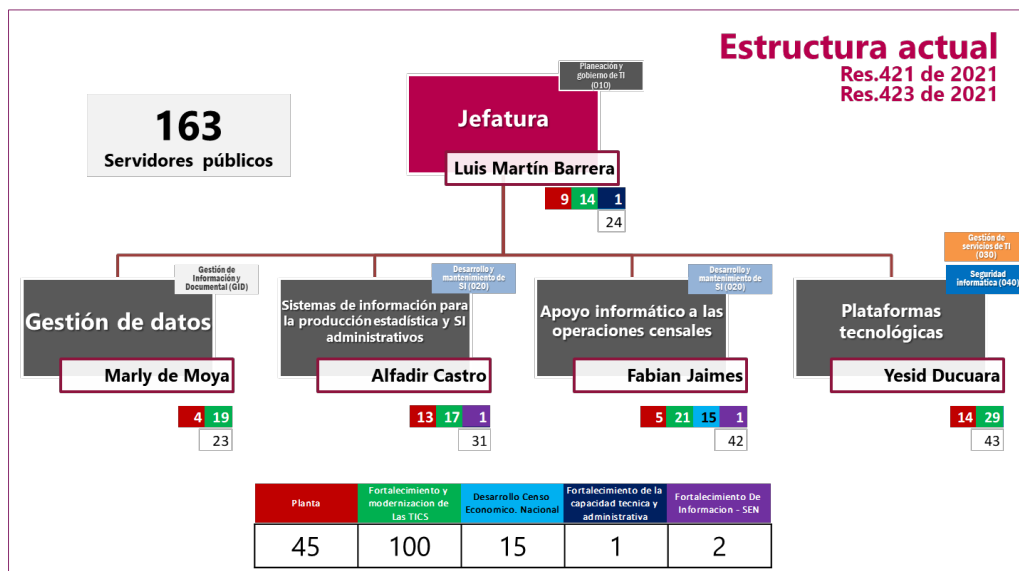 Estructura actual
Res.421 de 2021
Res.423 de 2021
163
Servidores públicos
Planeación y
gobierno de TI
(010)
Jefatura
Luis Martín Barrera
9 14 1
24
Gestión de
Información y
Documental (GID)
Gestión de datos
Marly de Moya
4 19
23
Desarrollo y
mantenimiento de
SI (020)
Sistemas de información para
la producción estadística y SI
administrativos
Alfadir Castro
13 17 1
31
Desarrollo y
mantenimiento de
SI (020)
Apoyo informático a las
operaciones censales
Fabian Jaimes
5 21 15 1
42
Gestión de
servicios de TI
(030)
Seguridad
informática (040)
Plataformas
tecnológicas
Yesid Ducuara
14 29
43
Planta
Fortalecimiento y
modernizacion de
Las TICS
Desarrollo Censo
Economico. Nacional
Fortalecimiento de la
capacidad tecnica y
administrativa
Fortalecimiento De
Informacion - SEN
45 100 15 1 2